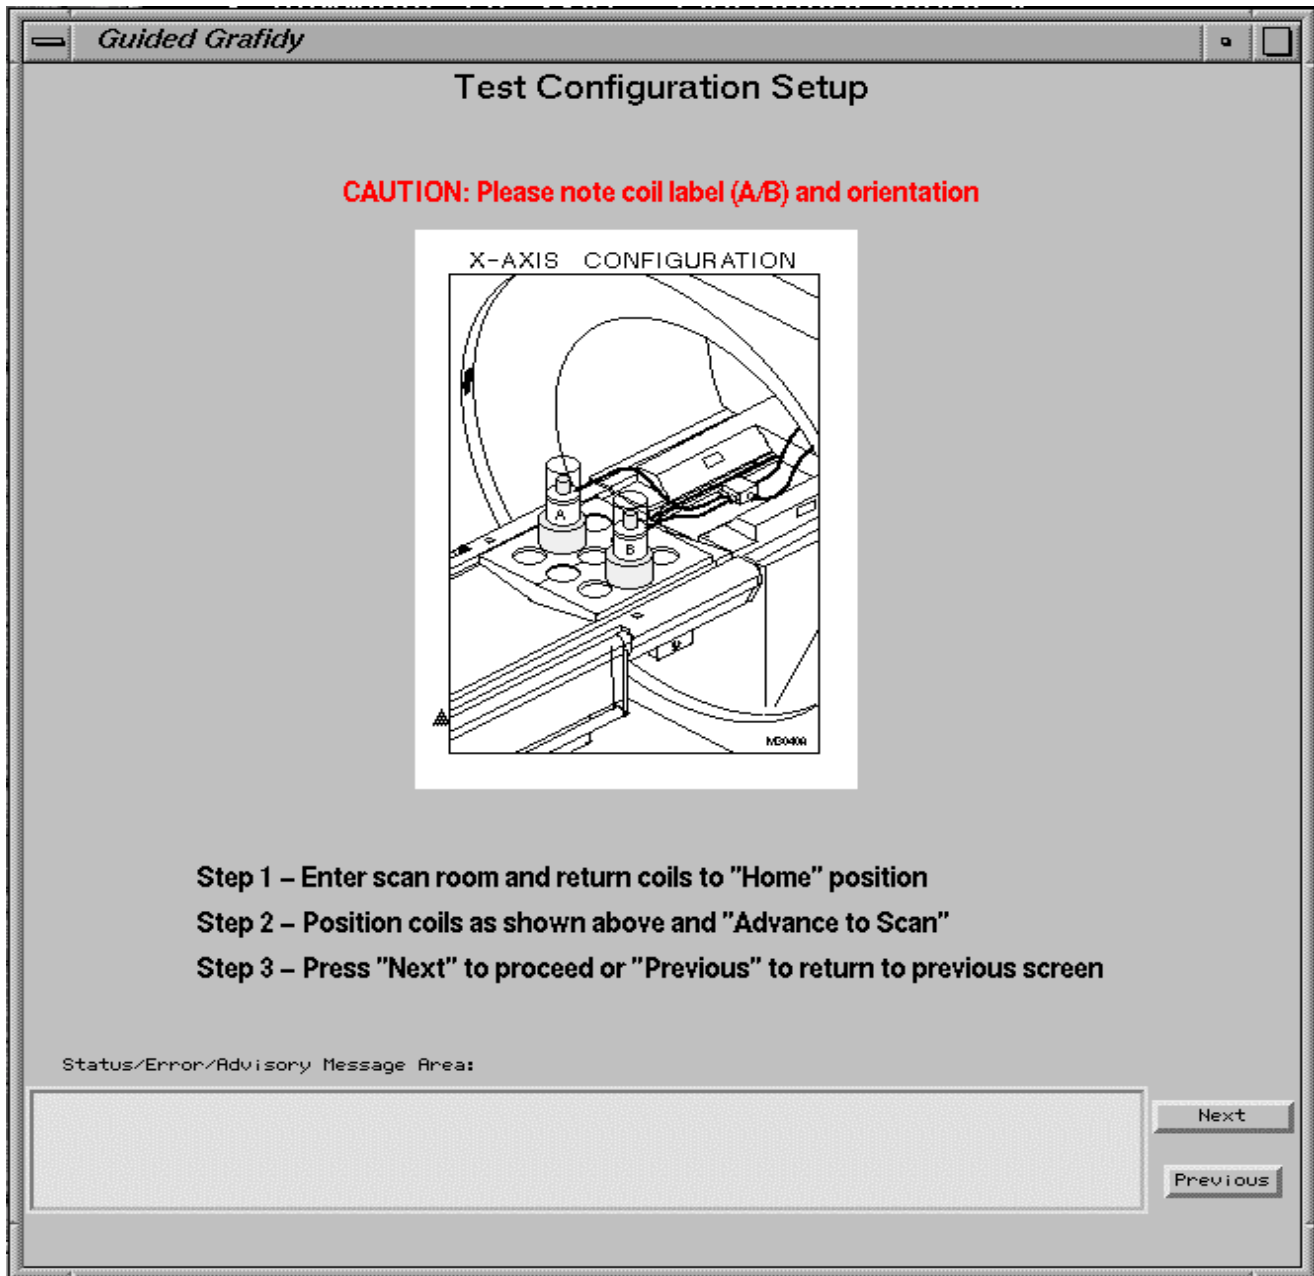 Guided Grafidy
Test Configuration Setup
CAUTION: Please note coil label (A/B) and orientation
X-AXIS CONFIGURATION
A
B
Step 1 – Enter scan room and return coils to "Home" position
Step 2 – Position coils as shown above and "Advance to Scan"
Step 3 – Press "Next" to proceed or "Previous" to return to previous screen
Status/Error/Advisory Message Area:
Next
Previous